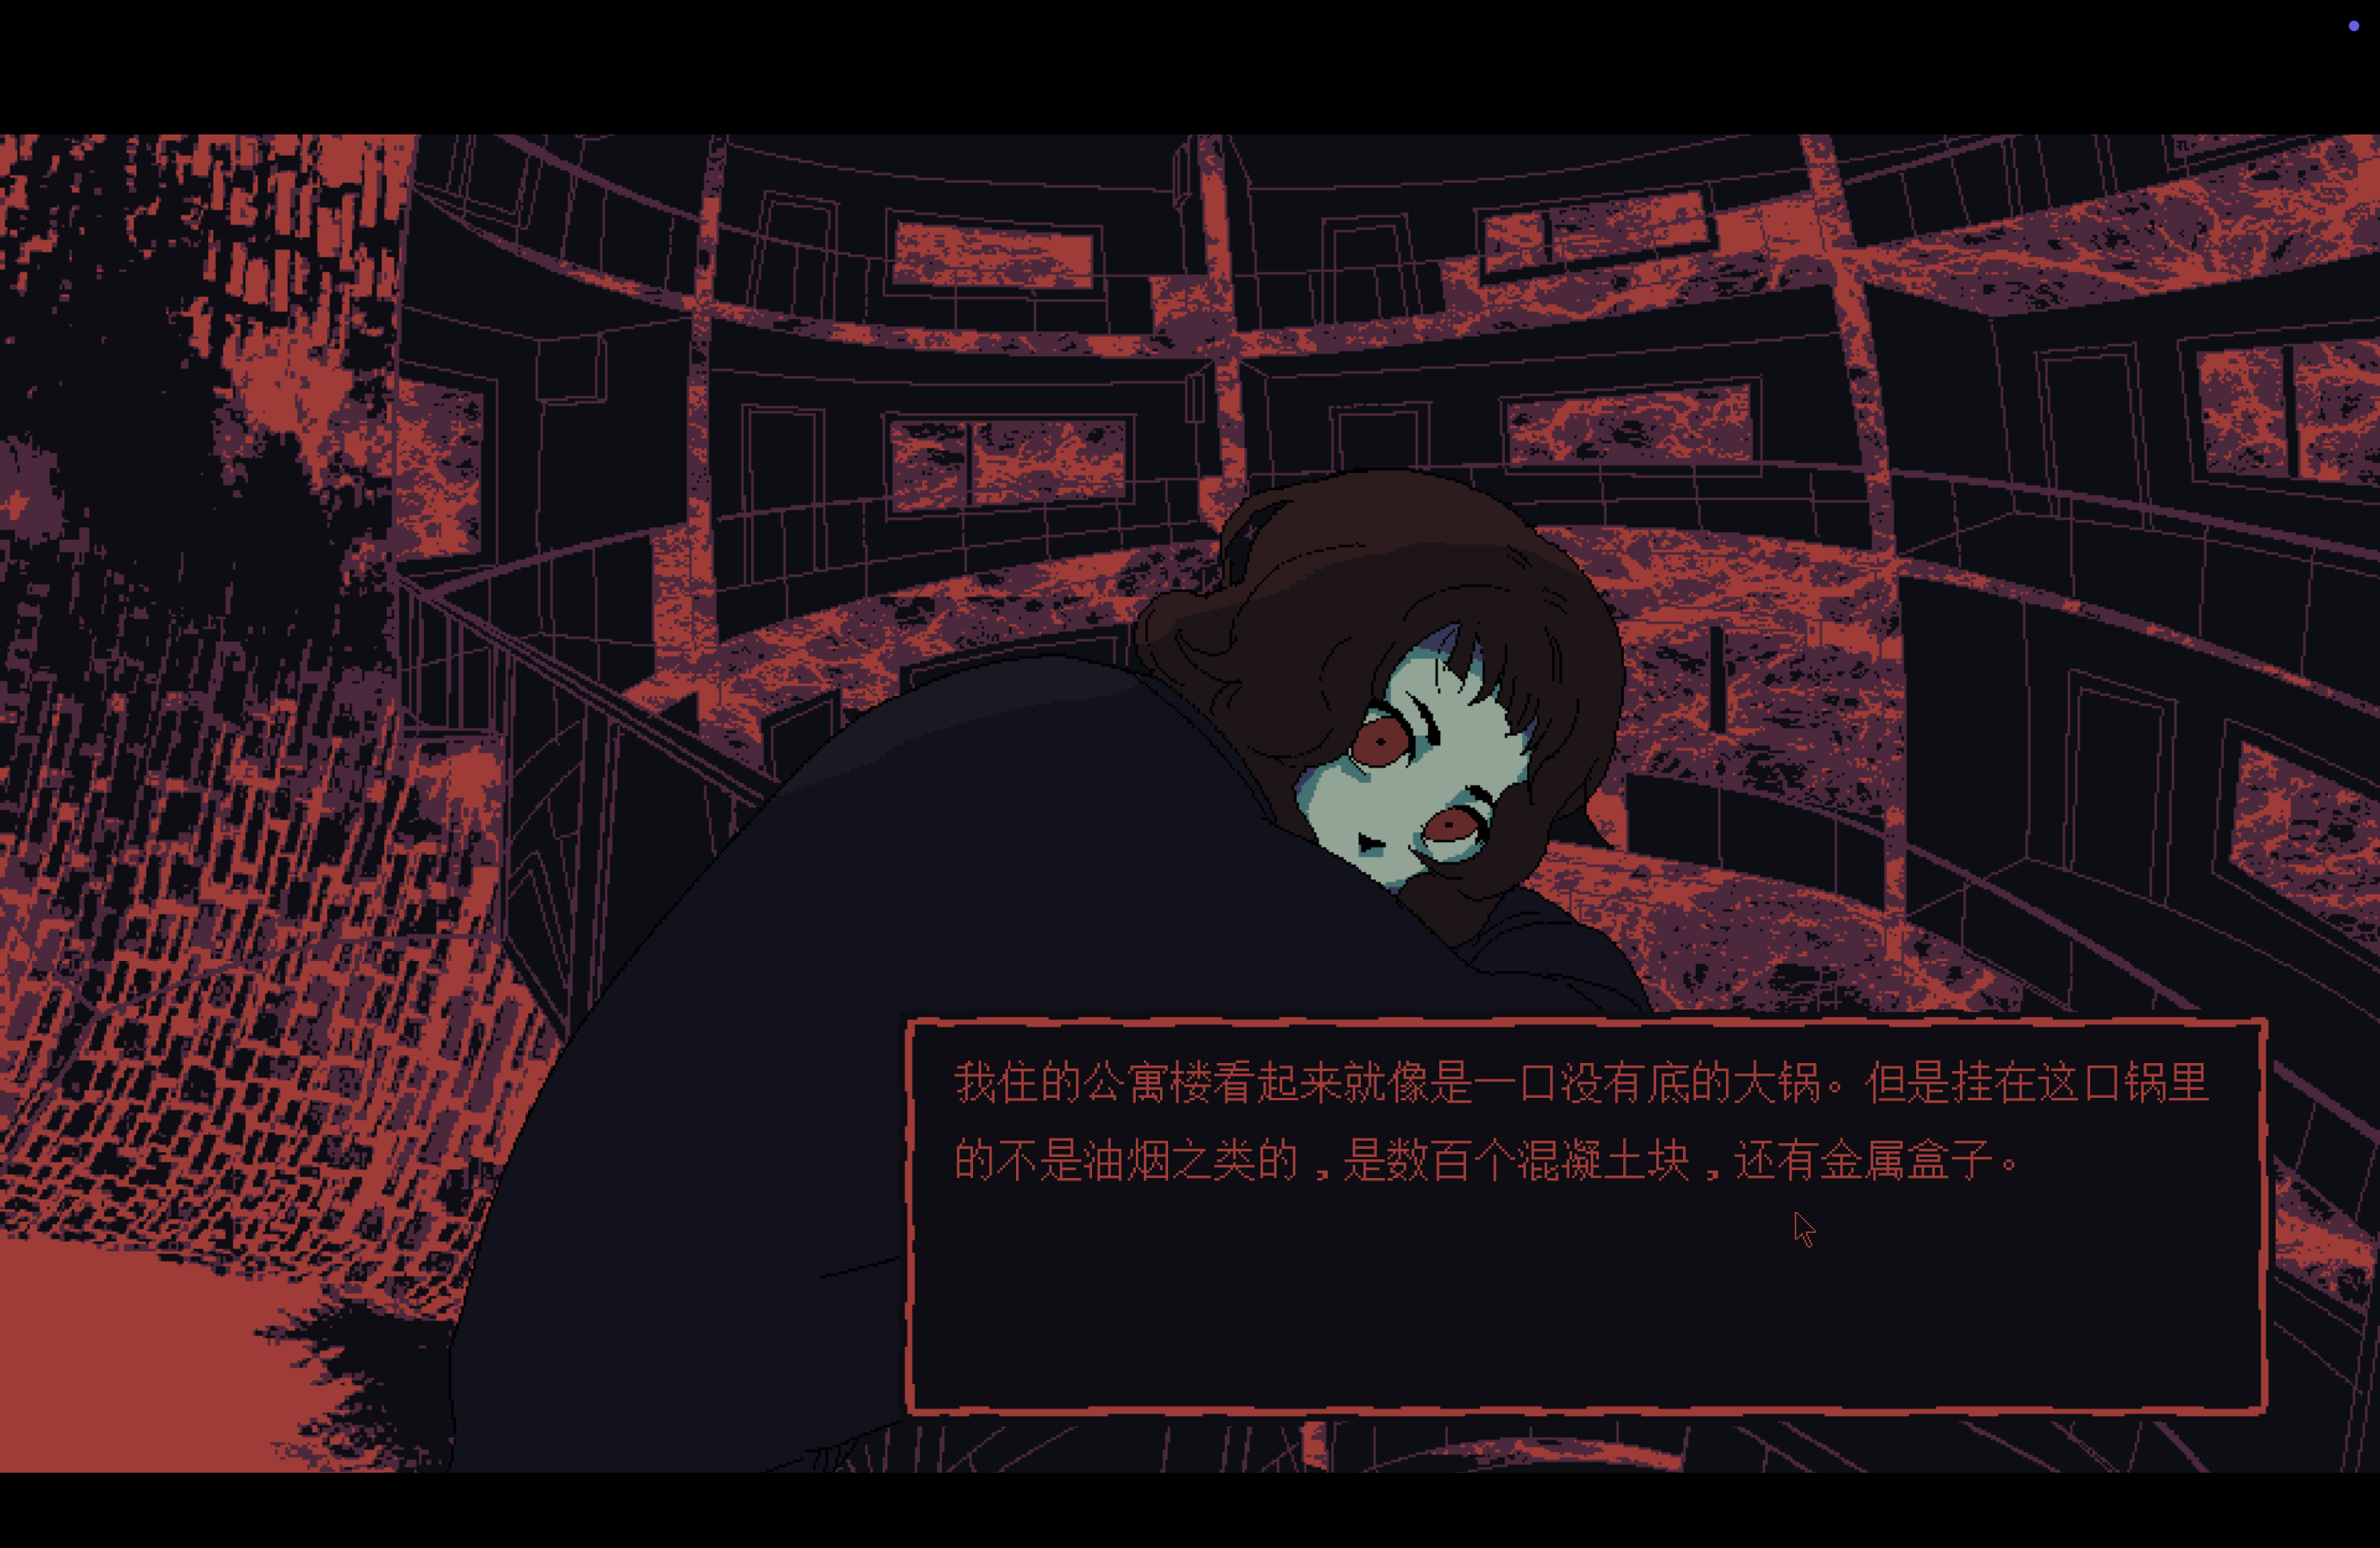 我住的公寓楼看起来就像是一口没有底的大锅。但是挂在这口锅里
的不是油烟之类的，是数百个混凝土块，还有金属盒子。